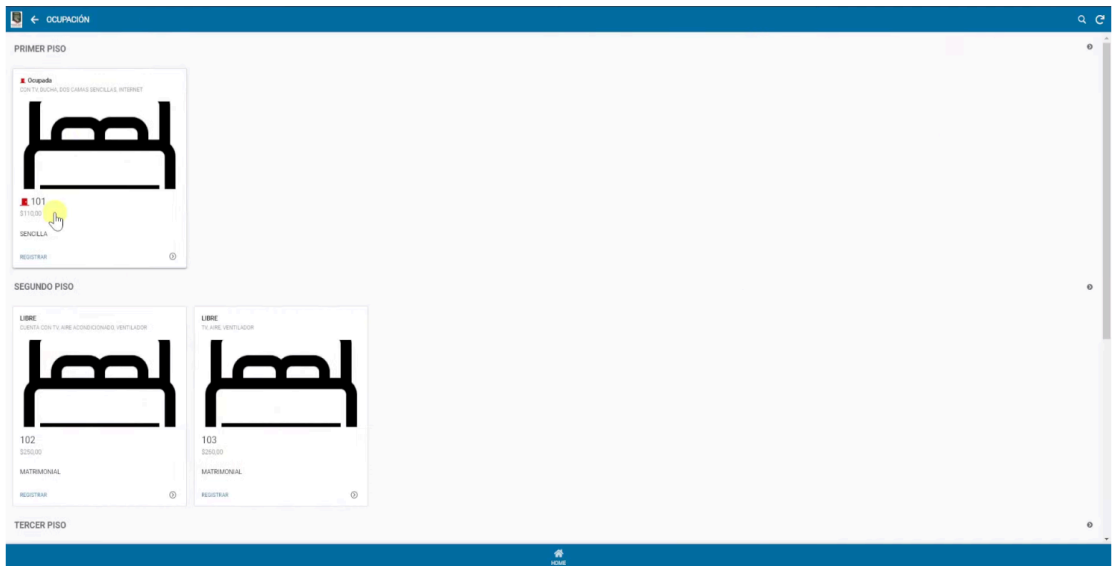 OCUPACIÓN
PRIMER PISO
Ocupada
CON TV, DUCHA, DOS CAMAS SENCILLAS, INTERNET
101
$110,00
SENCILLA
REGISTRAR
SEGUNDO PISO
LIBRE
CUENTA CON TV, AIRE ACONDICIONADO, VENTILADOR
102
$250,00
MATRIMONIAL
REGISTRAR
LIBRE
TV, AIRE, VENTILADOR
103
$260,00
MATRIMONIAL
REGISTRAR
TERCER PISO
HOME